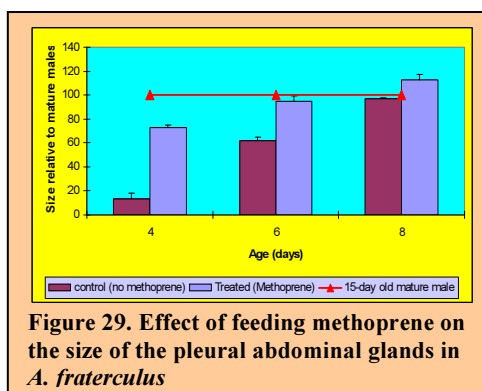 140
120
100
80
60
40
20
0
Size relative to mature males
4 6 8
Age (days)
control (no methoprene) Treated (Methoprene) 15-day old mature male
Figure 29. Effect of feeding methoprene on
the size of the pleural abdominal glands in
A. fraterculus